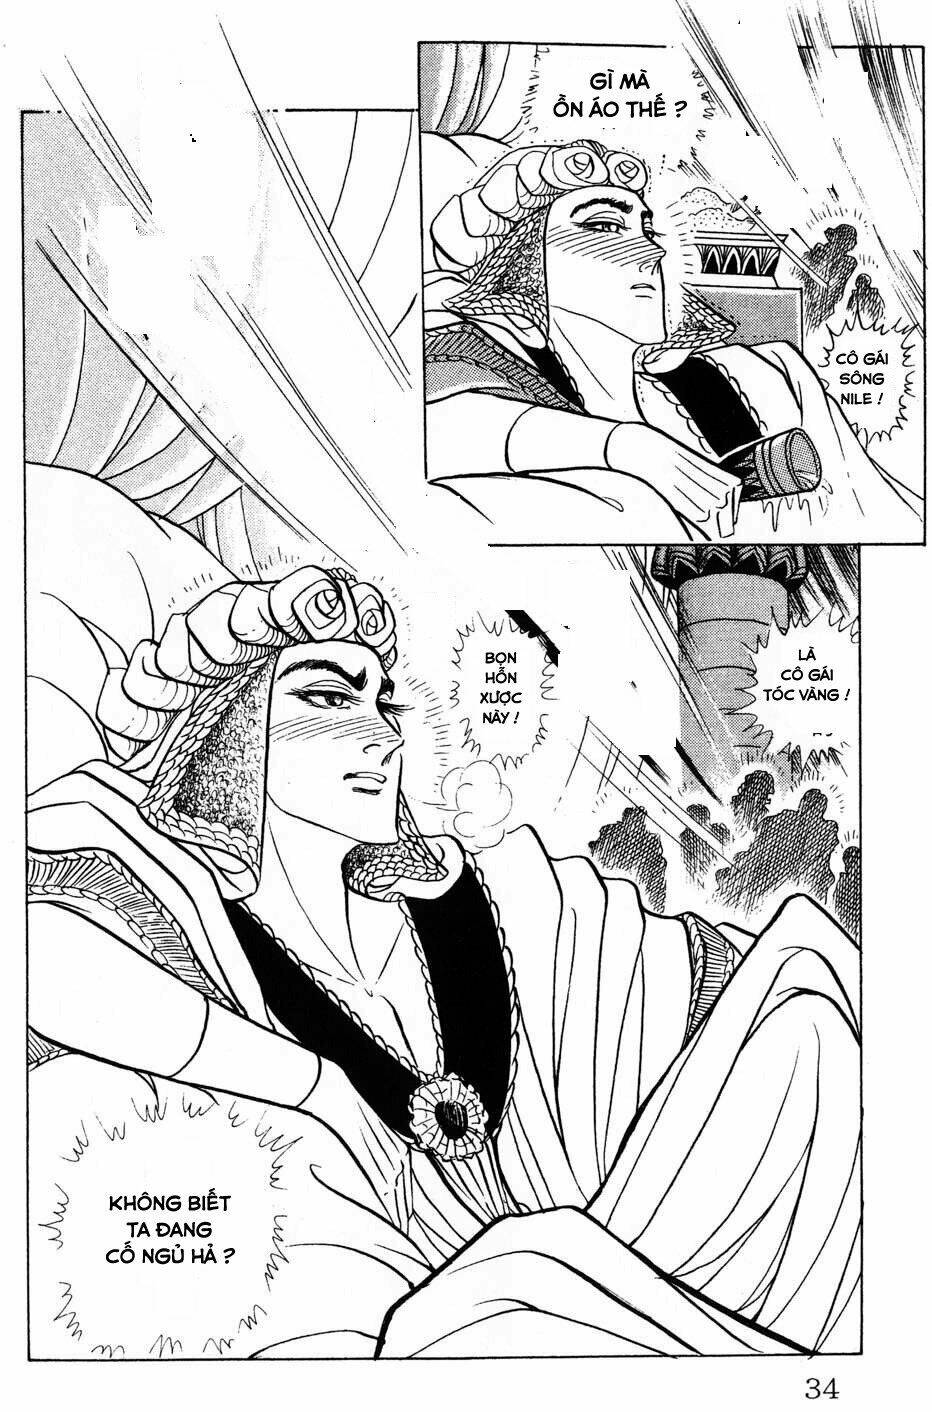 GÌ MÀ
ỒN ÁO THẾ ?
CÔ GÁI
SÔNG
NILE !
BỌN
HỖN
XƯỢC
NÀY !
LÀ
CÔ GÁI
TÓC VÀNG !
KHÔNG BIẾT
TA ĐANG
CỐ NGỦ HẢ ?
34